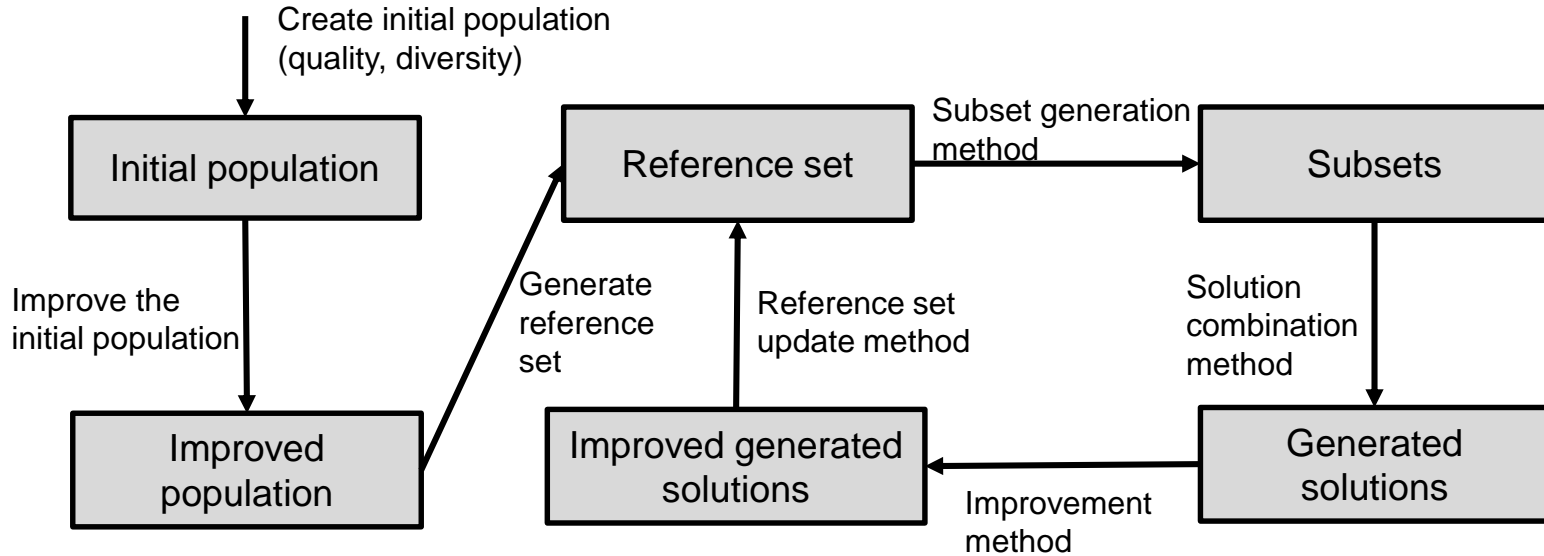 Create initial population
(quality, diversity)
Initial population
Improve the
initial population
Improved
population
Generate
reference
set
Reference set
Subset generation
method
Subsets
Solution
combination
method
Generated
solutions
Improvement
method
Improved generated
solutions
Reference set
update method